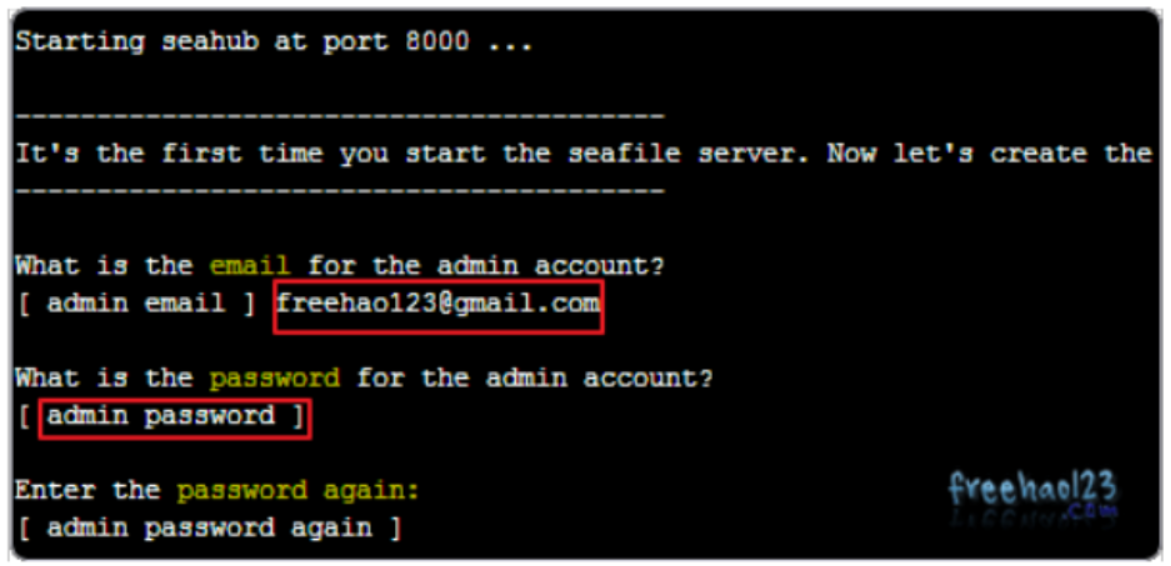 Starting seahub at port 8000 ...
----------------------------------------
It's the first time you start the seafile server. Now let's create the
----------------------------------------
What is the email for the admin account?
[ admin email ] freehao123@gmail.com
What is the password for the admin account?
[ admin password ]
Enter the password again:
[ admin password again ]
freehao123
.com